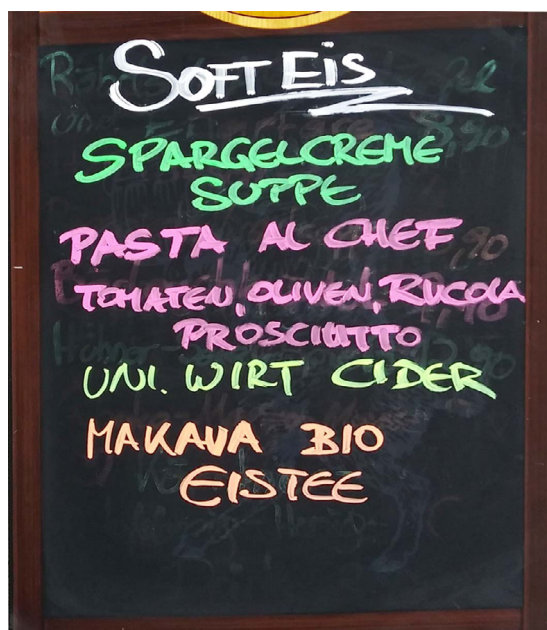 SOFT EiS
SPARGELCREME
SUPPE
PASTA AL CHEF
TOMATEN, OLIVEN, RUCOLA
PROSCIUTTO
UNI. WIRT CIDER
MAKAVA BIO
EISTEE